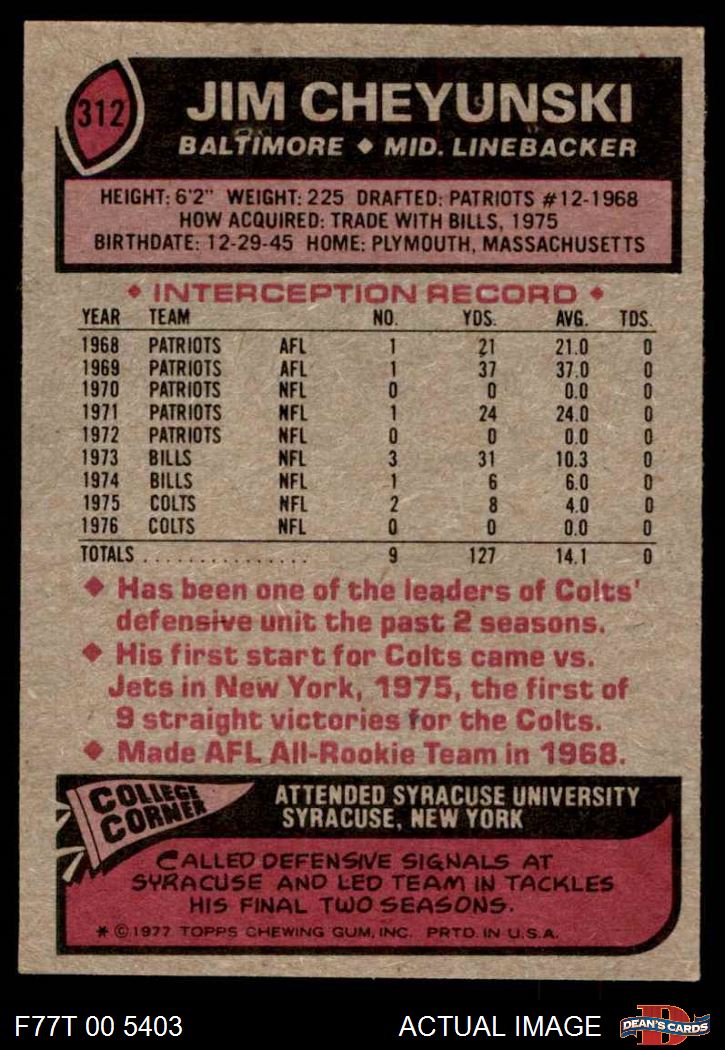 312
JIM CHEYUNSKI
BALTIMORE ◆ MID. LINEBACKER
HEIGHT: 6'2" WEIGHT: 225 DRAFTED: PATRIOTS #12-1968
HOW ACQUIRED: TRADE WITH BILLS, 1975
BIRTHDATE: 12-29-45 HOME: PLYMOUTH, MASSACHUSETTS
◆ INTERCEPTION RECORD ◆
YEAR TEAM NO. YDS. AVG. TDS.
1968 PATRIOTS AFL 1 21 21.0 0
1969 PATRIOTS AFL 1 37 37.0 0
1970 PATRIOTS NFL 0 0 0.0 0
1971 PATRIOTS NFL 1 24 24.0 0
1972 PATRIOTS NFL 0 0 0.0 0
1973 BILLS NFL 3 31 10.3 0
1974 BILLS NFL 1 6 6.0 0
1975 COLTS NFL 2 8 4.0 0
1976 COLTS NFL 0 0 0.0 0
TOTALS . . . . . . . . . . . . . . . 9 127 14.1 0
◆ Has been one of the leaders of Colts'
defensive unit the past 2 seasons.
◆ His first start for Colts came vs.
Jets in New York, 1975, the first of
9 straight victories for the Colts.
◆ Made AFL All-Rookie Team in 1968.
COLLEGE
CORNER
ATTENDED SYRACUSE UNIVERSITY
SYRACUSE, NEW YORK
CALLED DEFENSIVE SIGNALS AT
SYRACUSE AND LED TEAM IN TACKLES
HIS FINAL TWO SEASONS.
* © 1977 TOPPS CHEWING GUM, INC. PRTD. IN U.S.A.
F77T 00 5403 ACTUAL IMAGE
D
DEAN'S CARDS